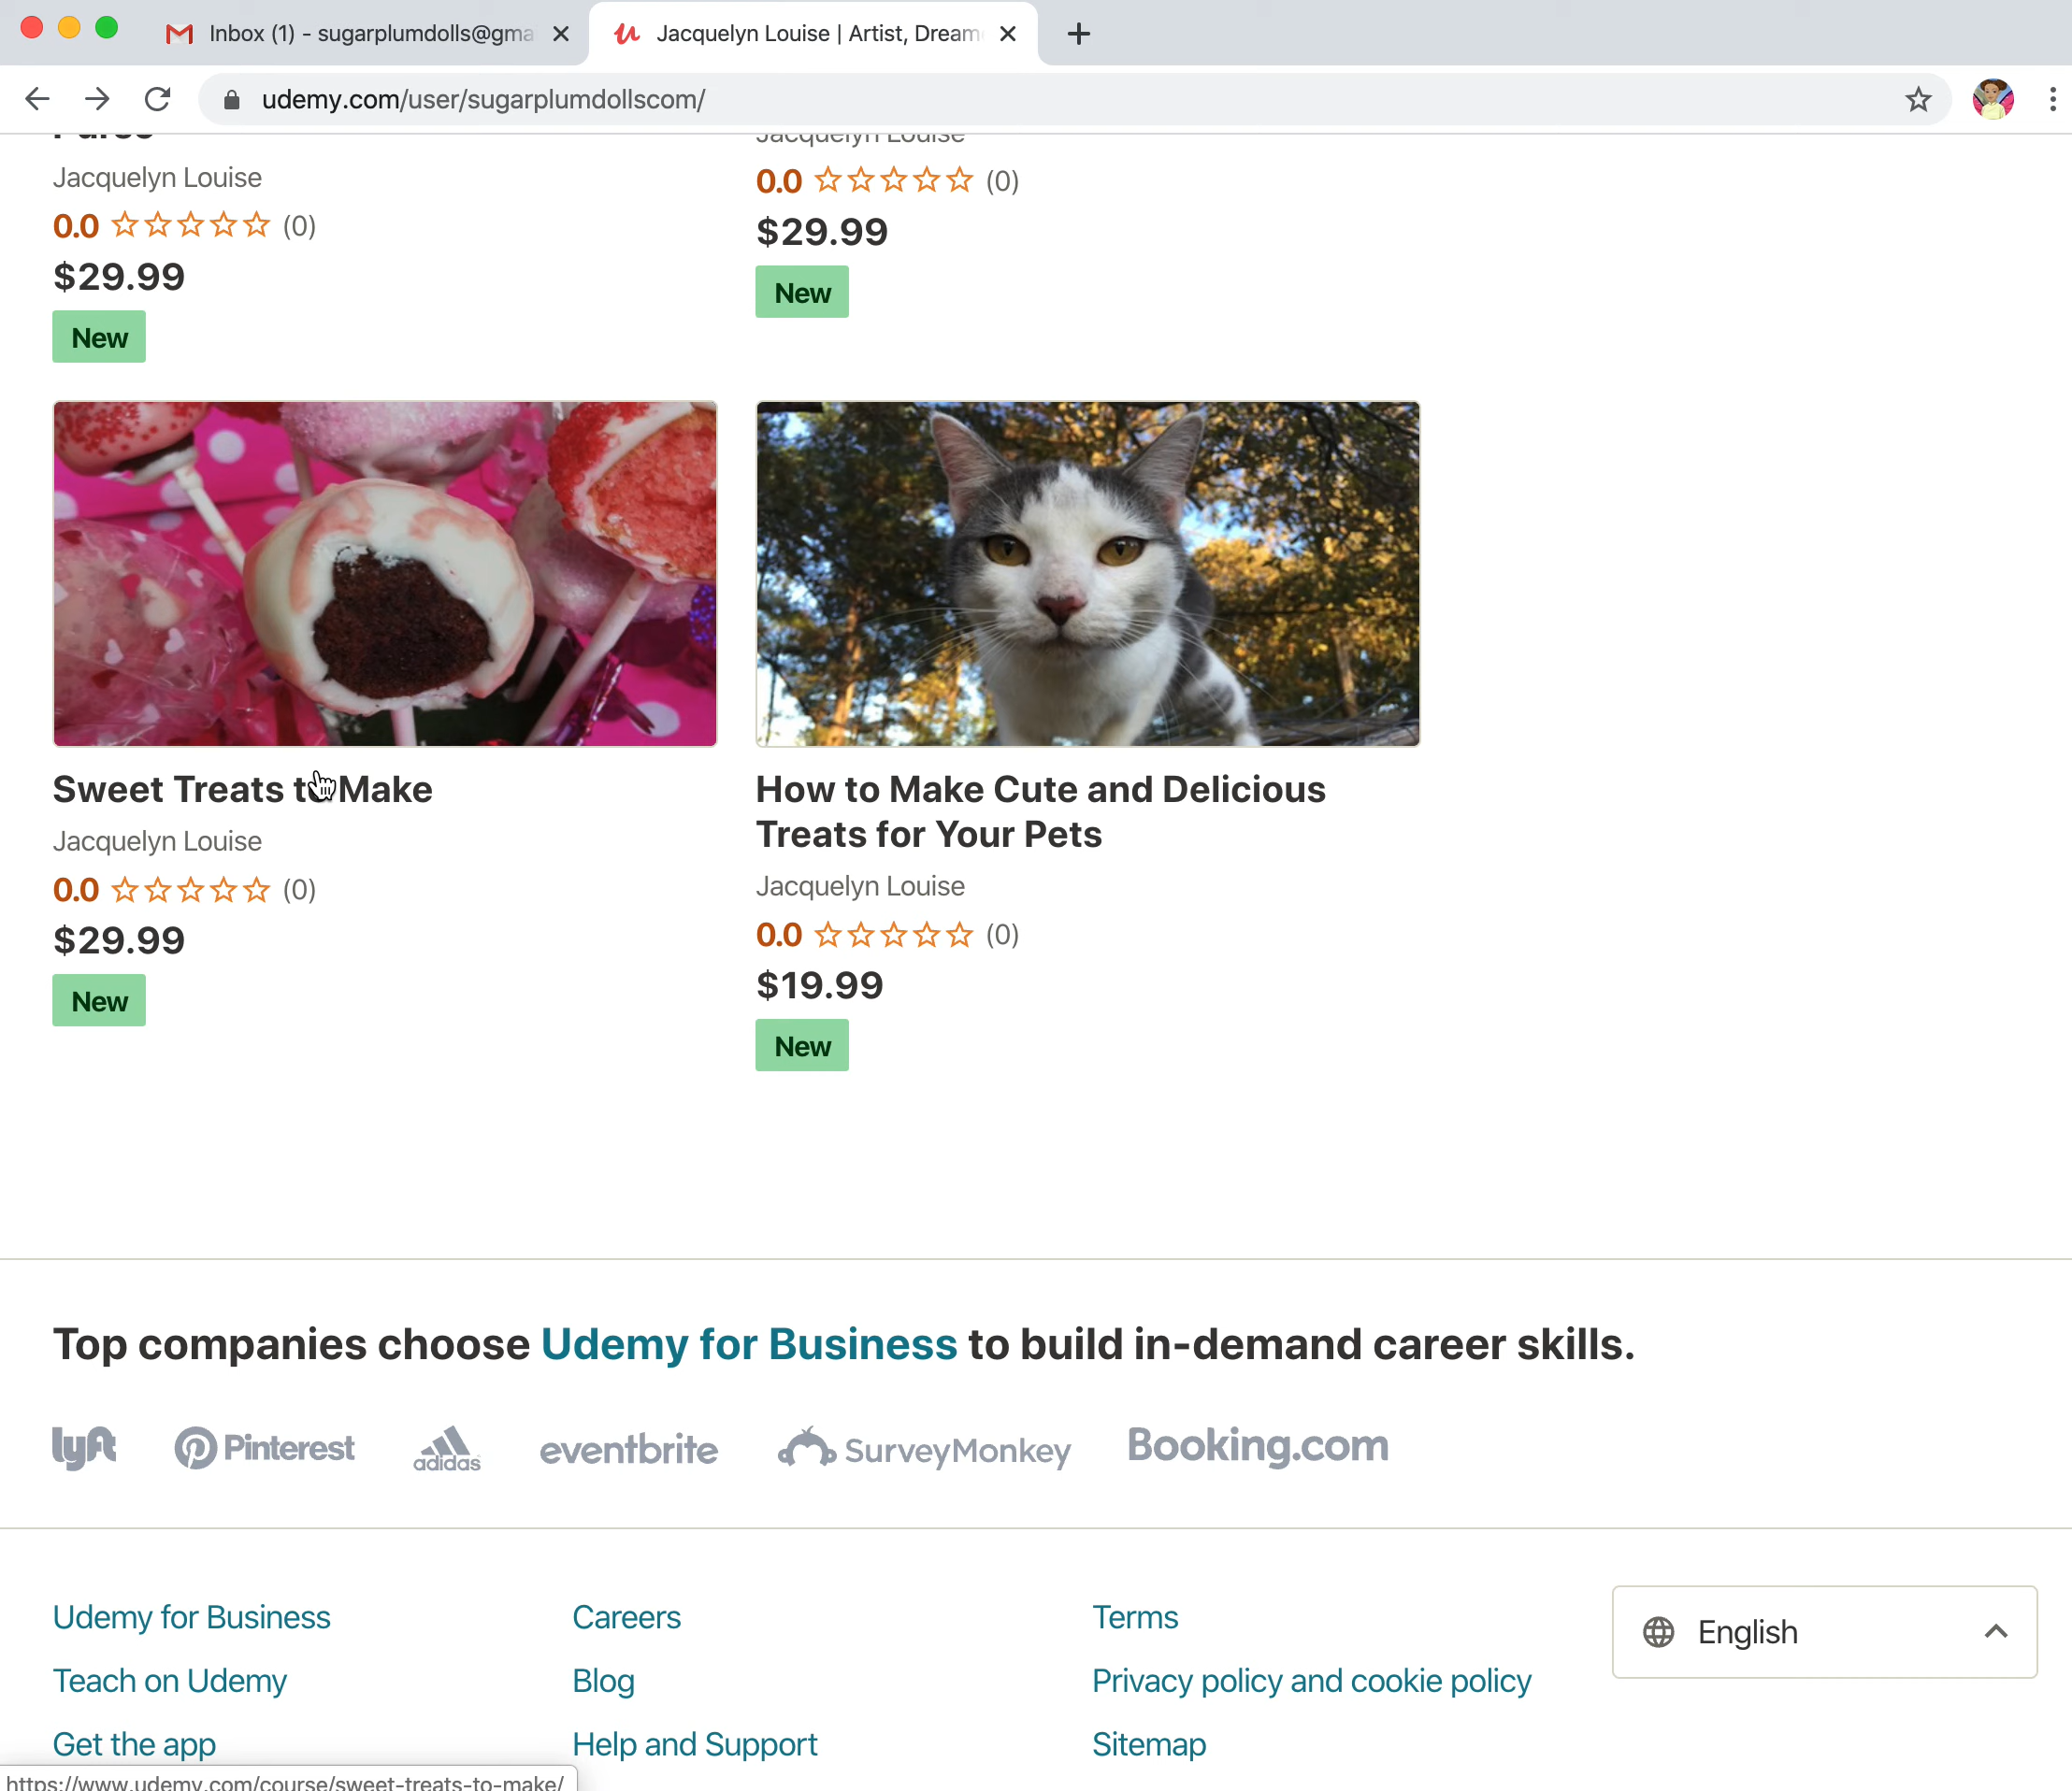 Inbox (1) - sugarplumdolls@gma
Jacquelyn Louise | Artist, Dream
udemy.com/user/sugarplumdollscom/
Jacquelyn Louise
0.0 (0)
$29.99
New
Jacquelyn Louise
0.0 (0)
$29.99
New
Sweet Treats to Make
Jacquelyn Louise
0.0 (0)
$29.99
New
How to Make Cute and Delicious
Treats for Your Pets
Jacquelyn Louise
0.0 (0)
$19.99
New
Top companies choose Udemy for Business to build in-demand career skills.
lyft Pinterest adidas eventbrite SurveyMonkey Booking.com
Udemy for Business
Teach on Udemy
Get the app
Careers
Blog
Help and Support
Terms
Privacy policy and cookie policy
Sitemap
English
https://www.udemy.com/course/sweet-treats-to-make/